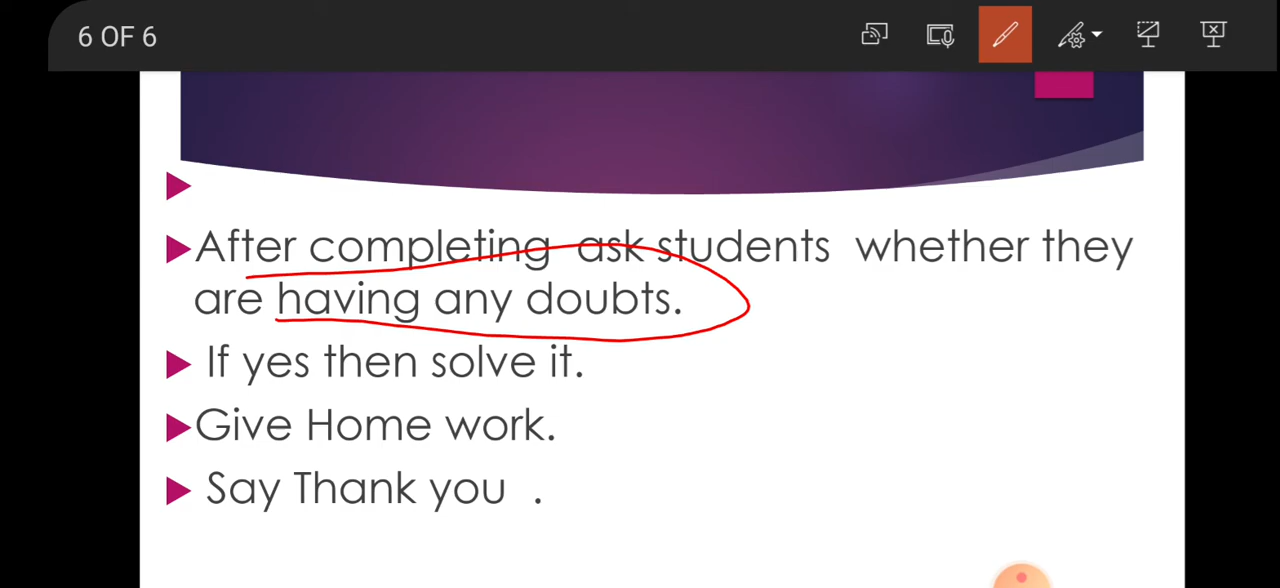 6 OF 6
After completing ask students whether they
are having any doubts.
If yes then solve it.
Give Home work.
Say Thank you .